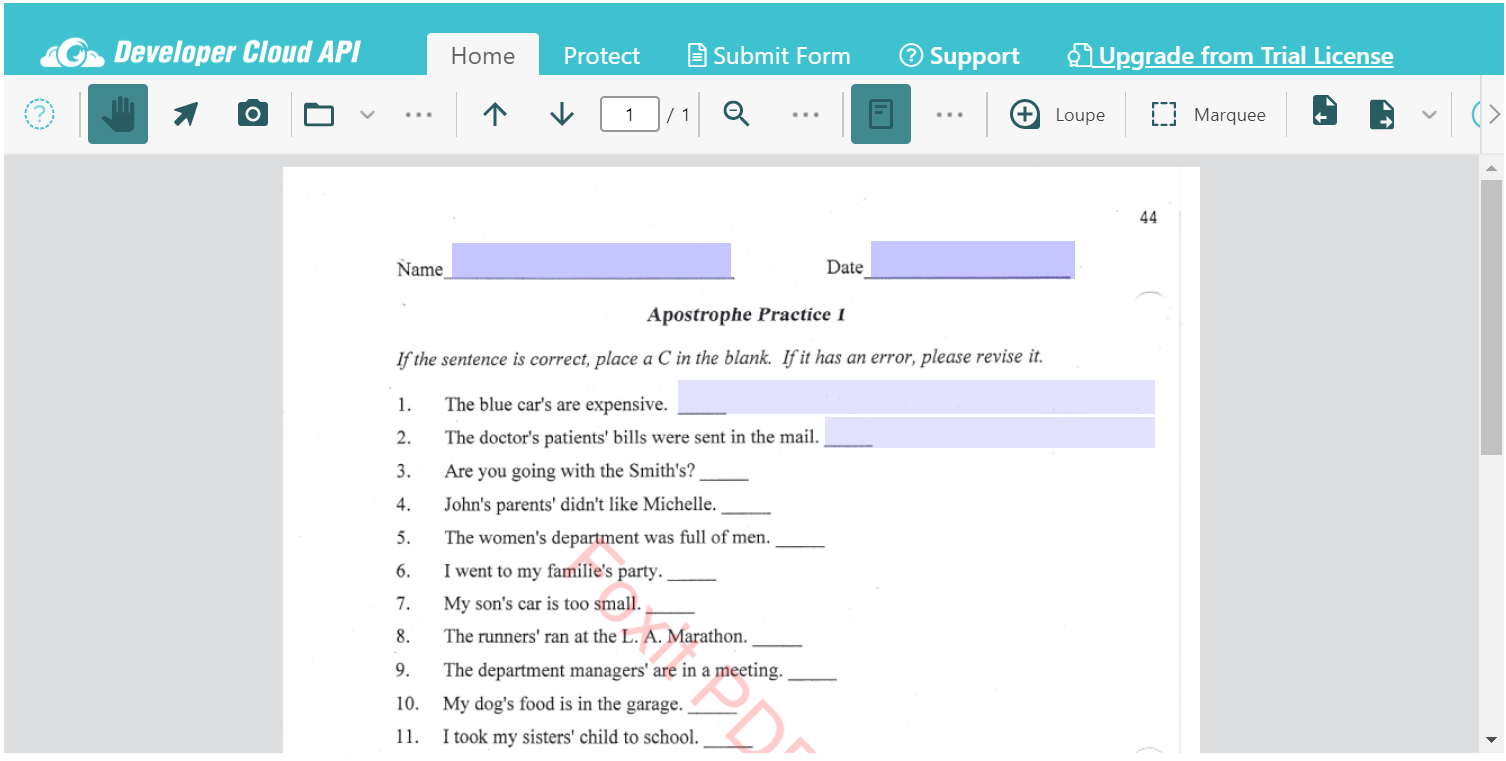 Developer Cloud API
Home
Protect
Submit Form
Support
Upgrade from Trial License
1 / 1
Loupe
Marquee
44
Name
Date
Apostrophe Practice 1
If the sentence is correct, place a C in the blank. If it has an error, please revise it.
1. The blue car's are expensive.
2. The doctor's patients' bills were sent in the mail.
3. Are you going with the Smith's?
4. John's parents' didn't like Michelle.
5. The women's department was full of men.
6. I went to my familie's party.
7. My son's car is too small.
8. The runners' ran at the L. A. Marathon.
9. The department managers' are in a meeting.
10. My dog's food is in the garage.
11. I took my sisters' child to school.
Foxit PDF